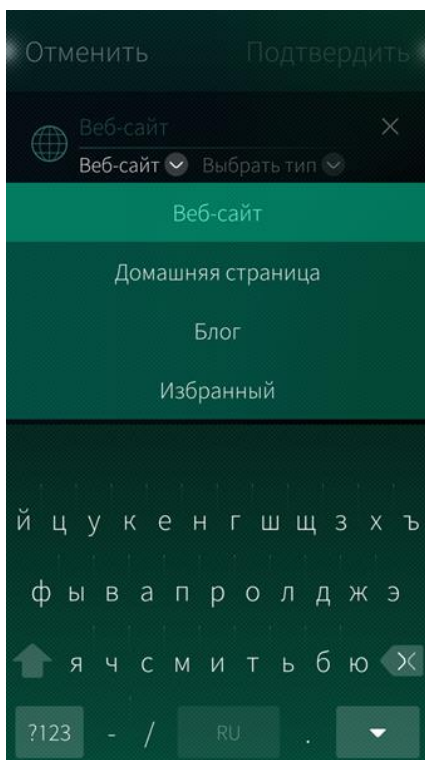 Отменить Подтвердить
Веб-сайт
Веб-сайт Выбрать тип
Веб-сайт
Домашняя страница
Блог
Избранный
й ц у к е н г ш щ з х ъ
ф ы в а п р о л д ж э
я ч с м и т ь б ю
?123 - / RU .